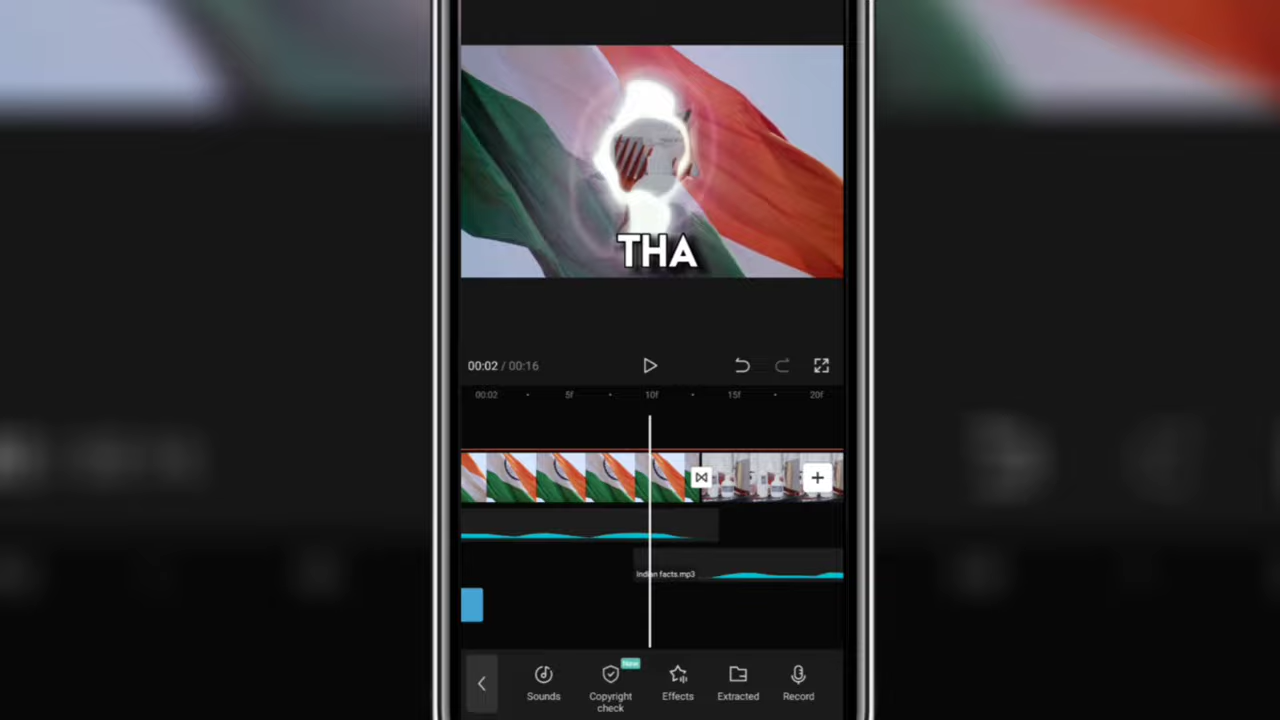 THA
00:02 / 00:16
00:02 5f 10f 15f 20f
Indian facts.mp3
New
Sounds
Copyright
check
Effects
Extracted
Record